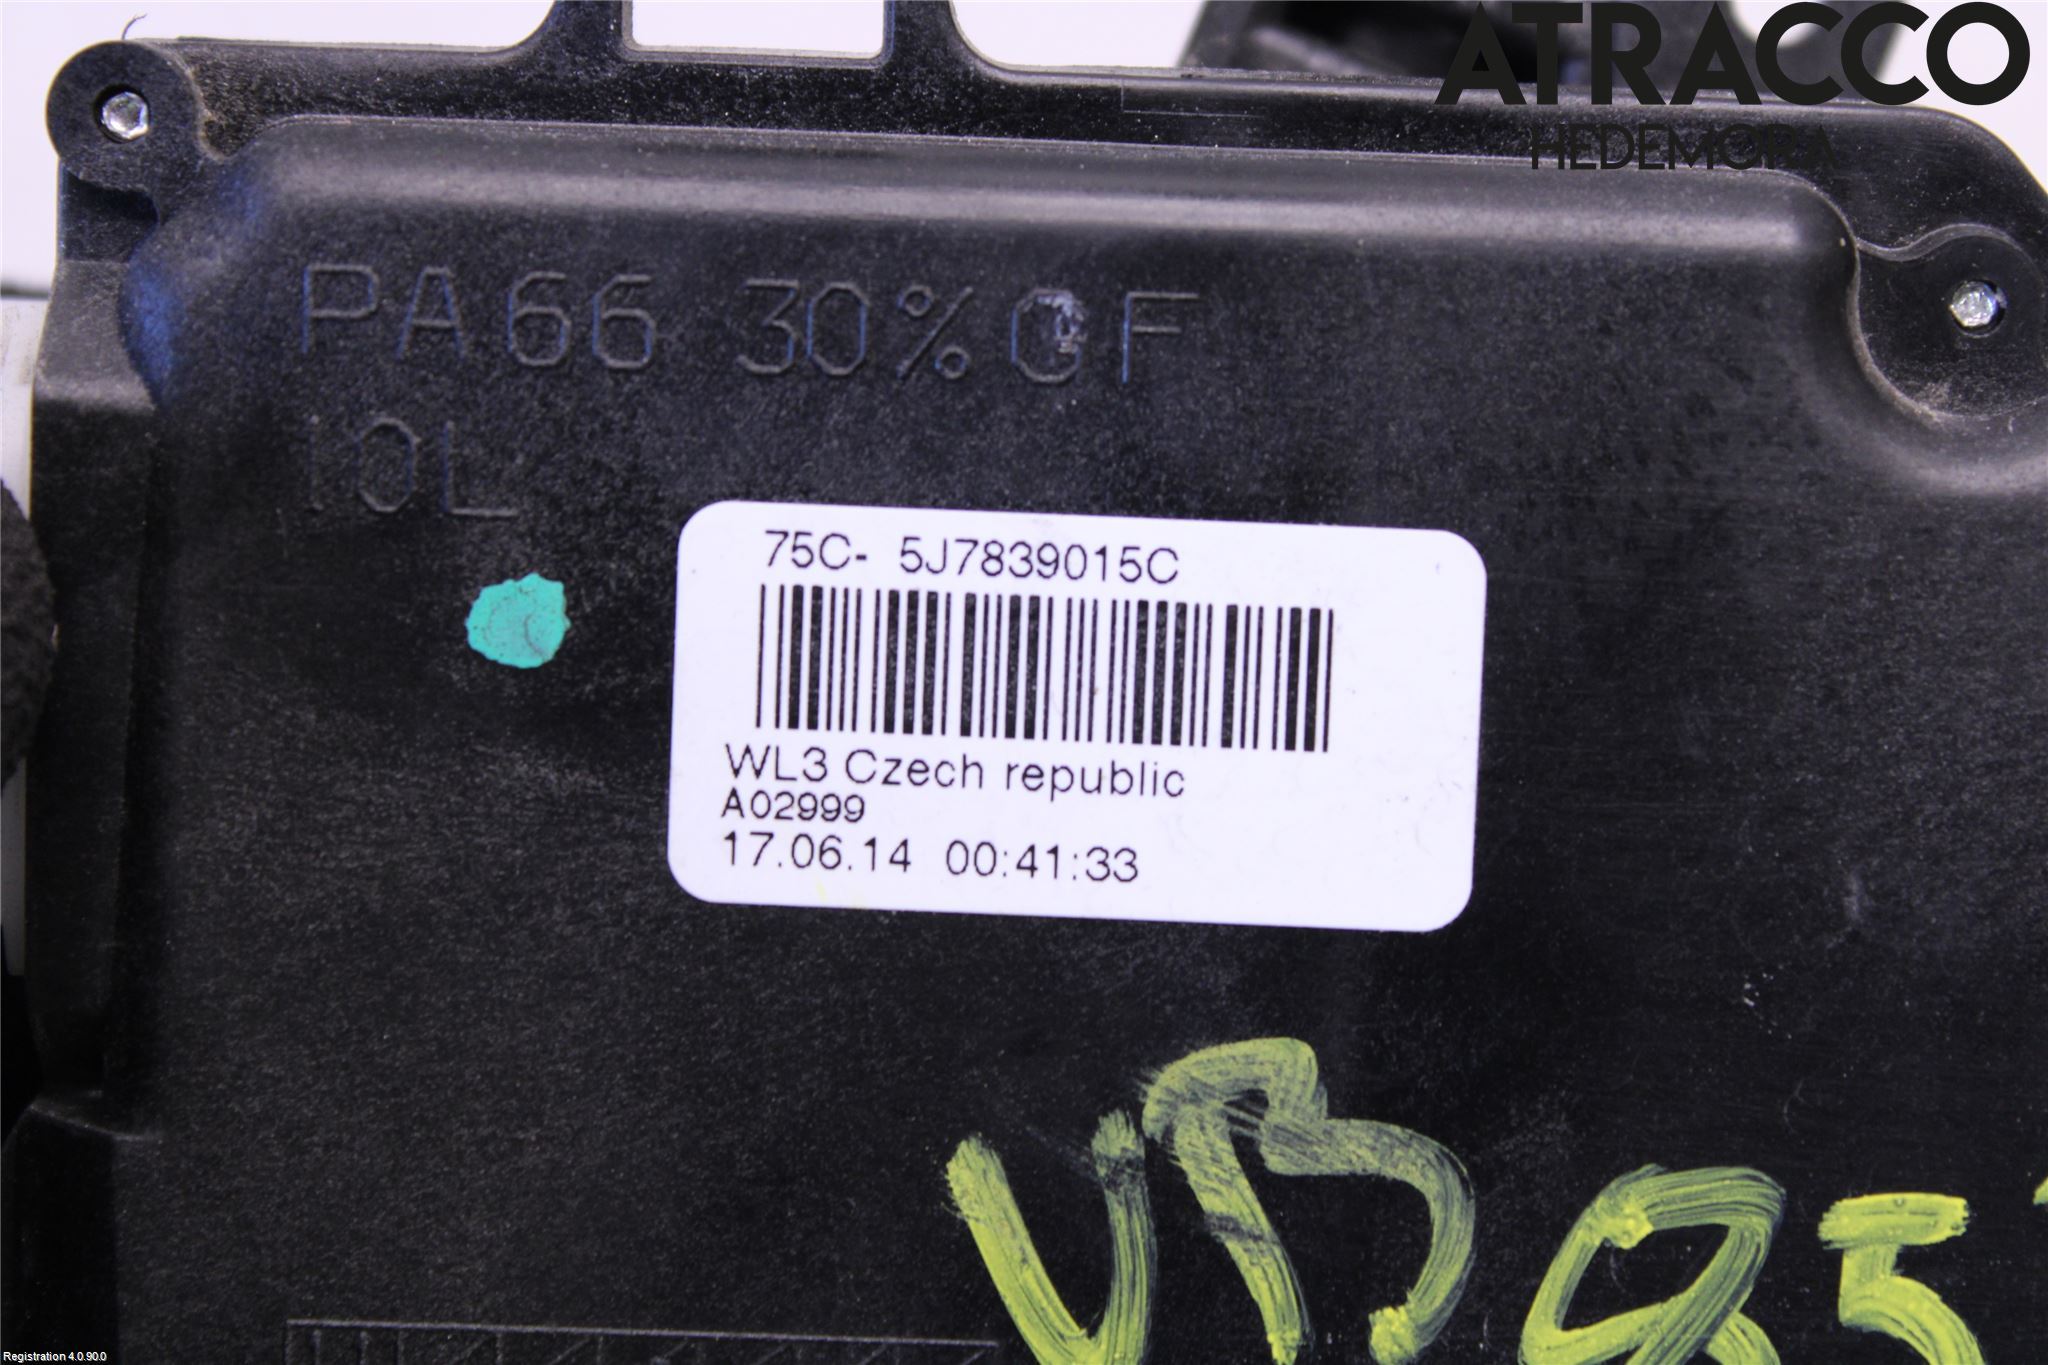 ATRACCO
HEDEMORA
PA66 30%GF
10L
75C- 5J7839015C
WL3 Czech republic
A02999
17.06.14 00:41:33
Registration 4.0.90.0